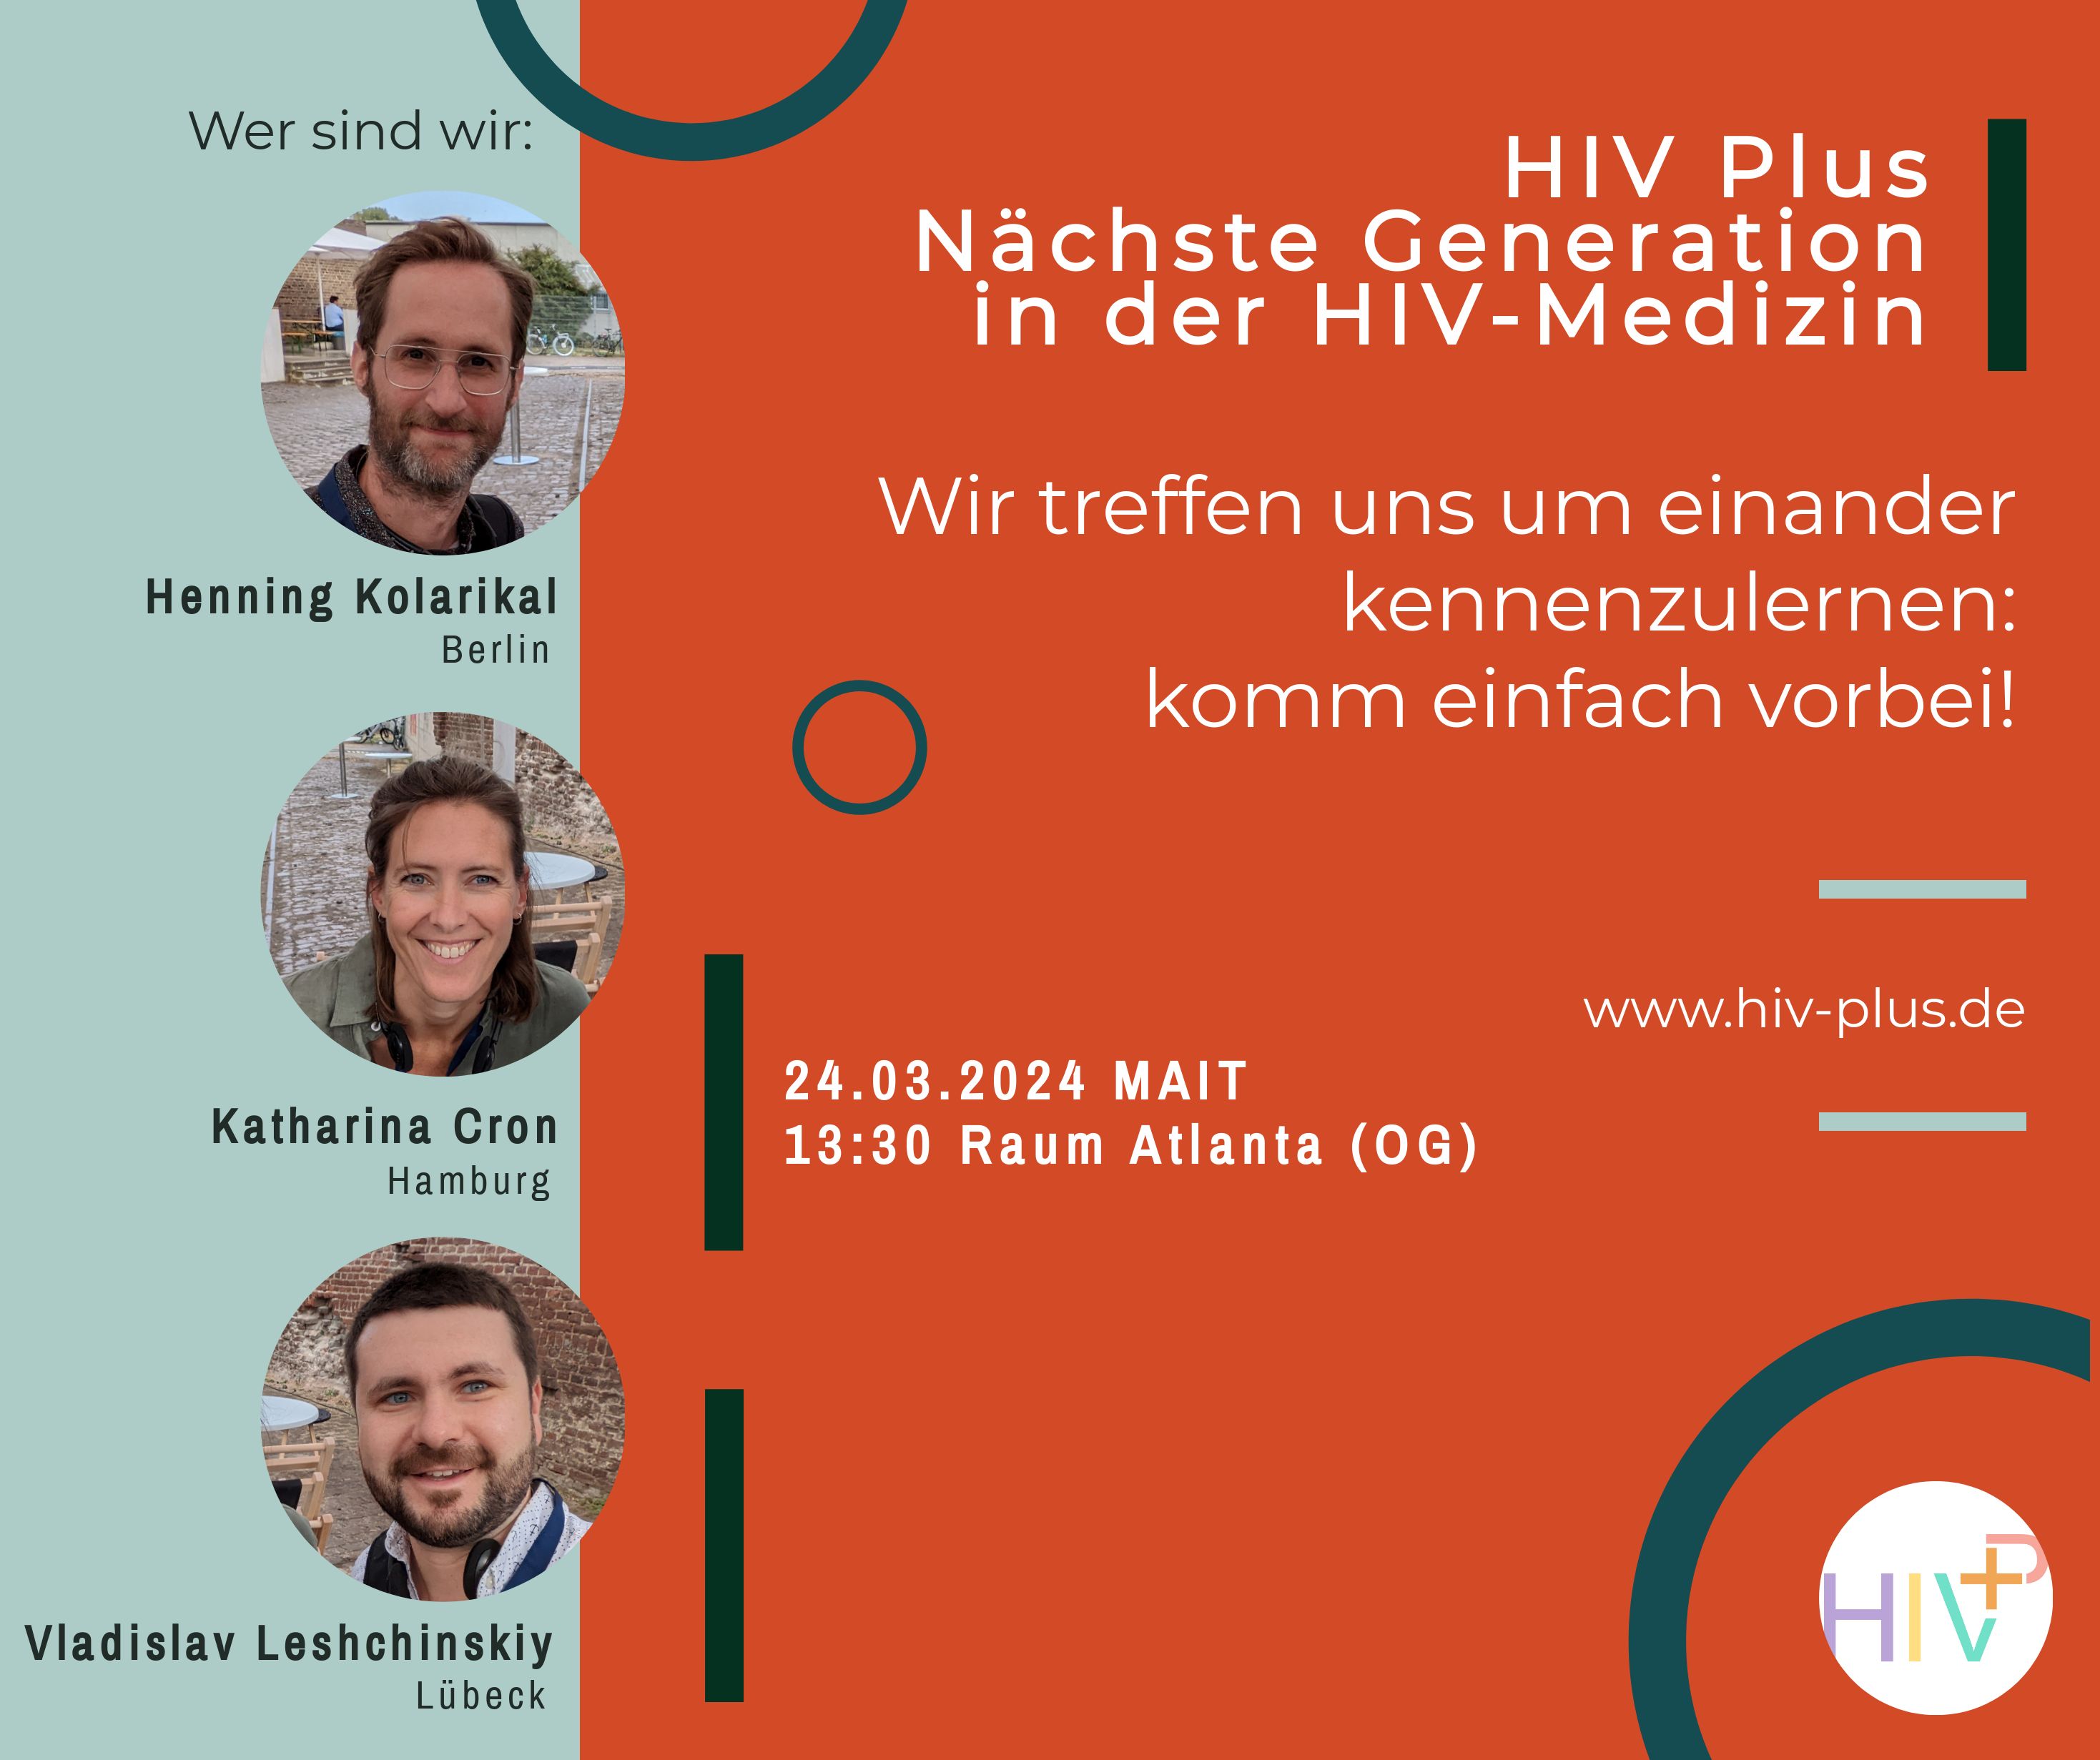 Wer sind wir:
Henning Kolarikal
Berlin
Katharina Cron
Hamburg
Vladislav Leshchinskiy
Lübeck
HIV Plus
Nächste Generation
in der HIV-Medizin
Wir treffen uns um einander
kennenzulernen:
komm einfach vorbei!
www.hiv-plus.de
24.03.2024 MAIT
13:30 Raum Atlanta (OG)
HIV+P